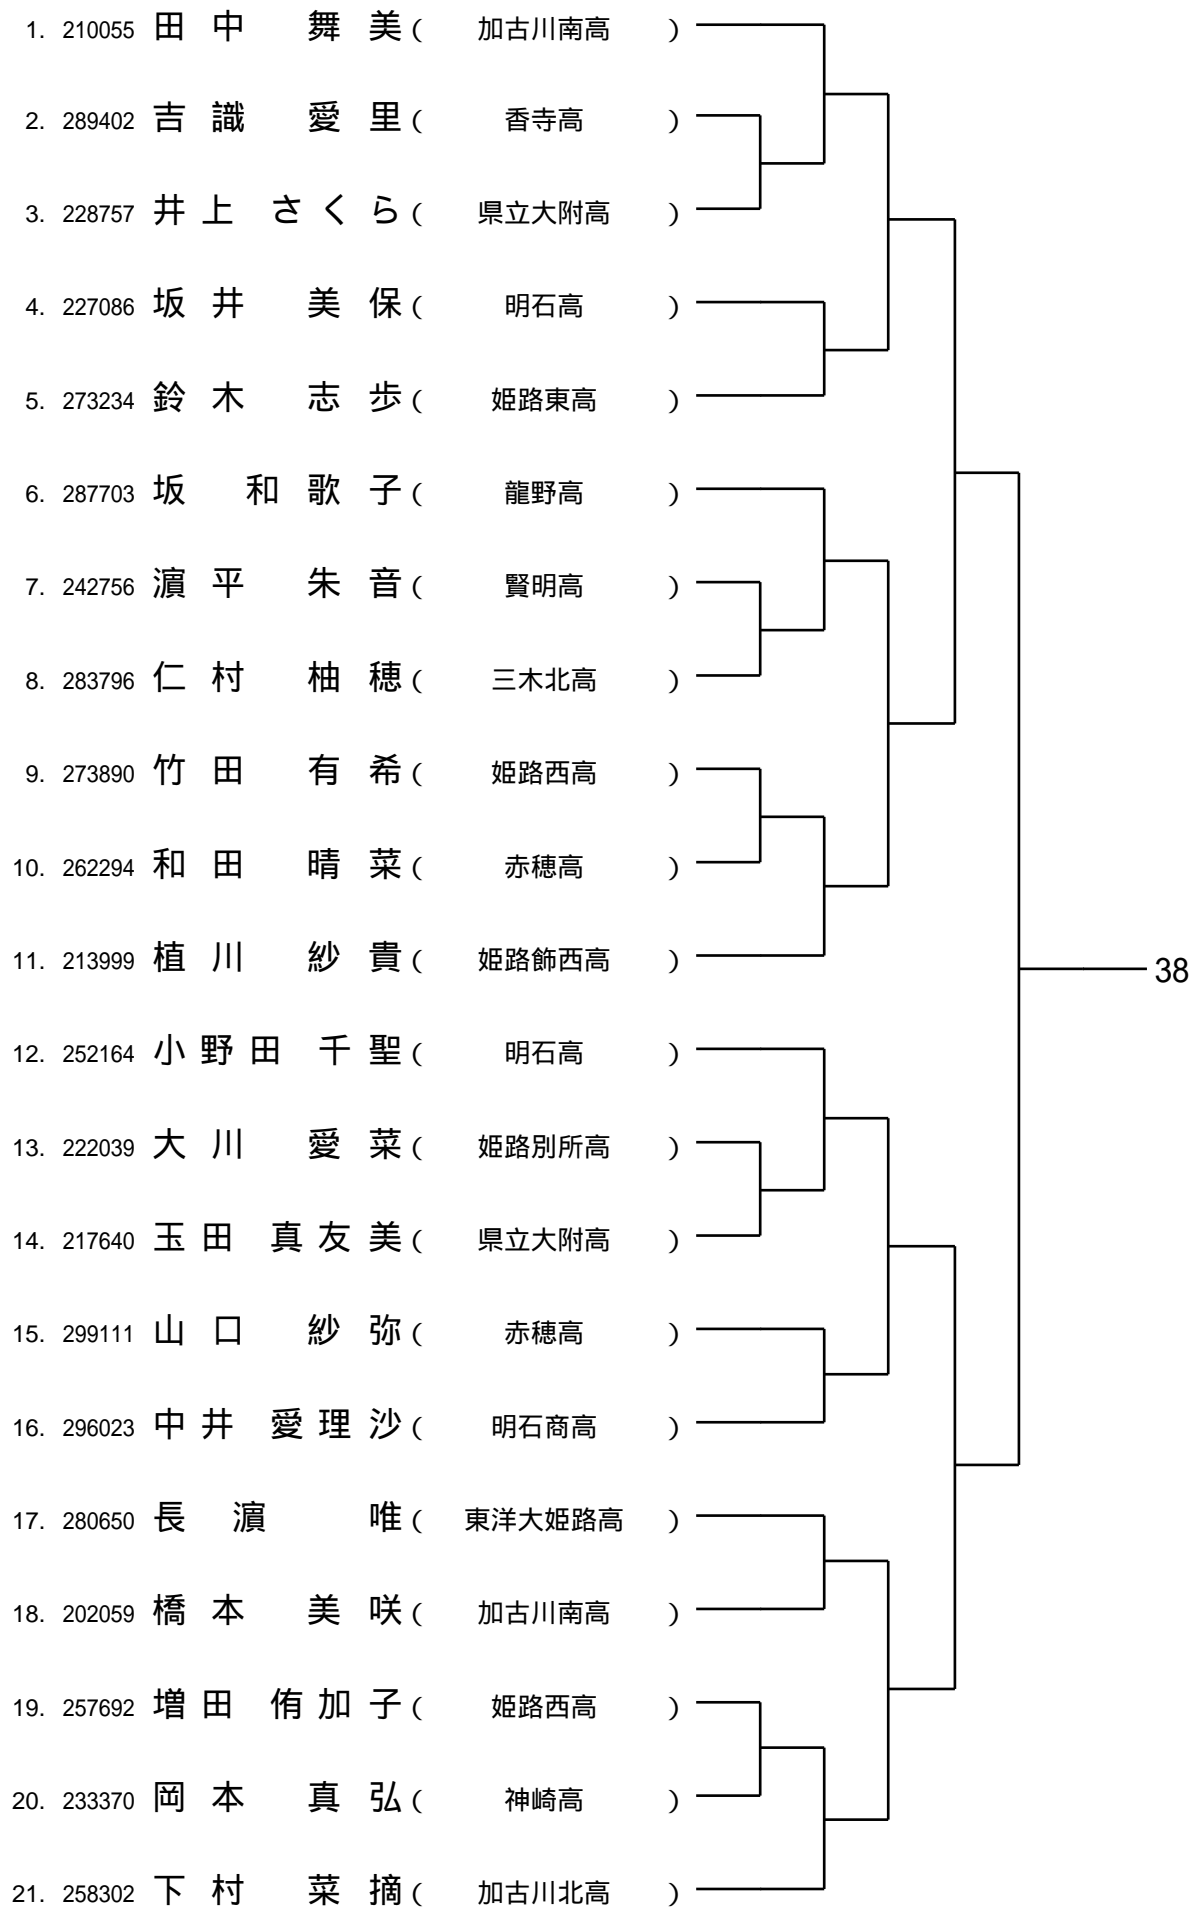 1. 210055 田中 舞美 ( 加古川南高 )
2. 289402 吉識 愛里 ( 香寺高 )
3. 228757 井上 さくら ( 県立大附高 )
4. 227086 坂井 美保 ( 明石高 )
5. 273234 鈴木 志歩 ( 姫路東高 )
6. 287703 坂 和歌子 ( 龍野高 )
7. 242756 濵平 朱音 ( 賢明高 )
8. 283796 仁村 柚穂 ( 三木北高 )
9. 273890 竹田 有希 ( 姫路西高 )
10. 262294 和田 晴菜 ( 赤穂高 )
11. 213999 植川 紗貴 ( 姫路飾西高 )
38
12. 252164 小野田 千聖 ( 明石高 )
13. 222039 大川 愛菜 ( 姫路別所高 )
14. 217640 玉田 真友美 ( 県立大附高 )
15. 299111 山口 紗弥 ( 赤穂高 )
16. 296023 中井 愛理沙 ( 明石商高 )
17. 280650 長濵 唯 ( 東洋大姫路高 )
18. 202059 橋本 美咲 ( 加古川南高 )
19. 257692 増田 侑加子 ( 姫路西高 )
20. 233370 岡本 真弘 ( 神崎高 )
21. 258302 下村 菜摘 ( 加古川北高 )